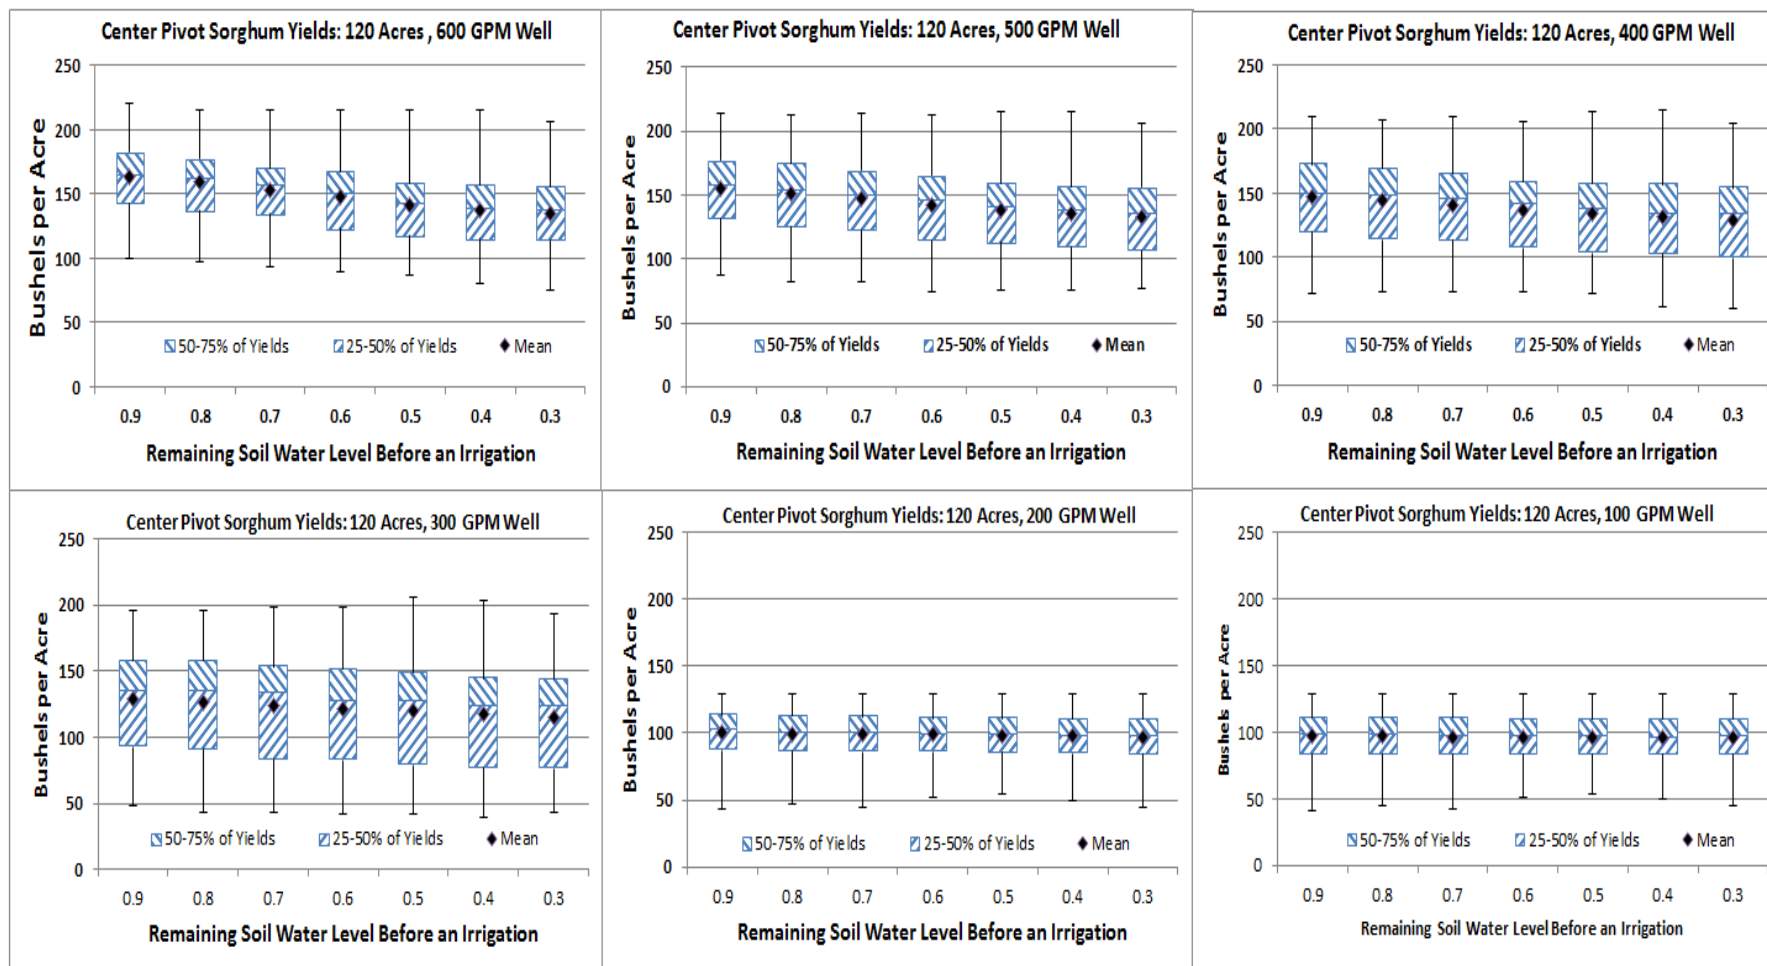 Center Pivot Sorghum Yields: 120 Acres , 600 GPM Well
Bushels per Acre
250
200
150
100
50
0
50-75% of Yields 25-50% of Yields Mean
0.9 0.8 0.7 0.6 0.5 0.4 0.3
Remaining Soil Water Level Before an Irrigation
Center Pivot Sorghum Yields: 120 Acres, 500 GPM Well
Bushels per Acre
250
200
150
100
50
0
50-75% of Yields 25-50% of Yields Mean
0.9 0.8 0.7 0.6 0.5 0.4 0.3
Remaining Soil Water Level Before an Irrigation
Center Pivot Sorghum Yields: 120 Acres, 400 GPM Well
Bushels per Acre
250
200
150
100
50
0
50-75% of Yields 25-50% of Yields Mean
0.9 0.8 0.7 0.6 0.5 0.4 0.3
Remaining Soil Water Level Before an Irrigation
Center Pivot Sorghum Yields: 120 Acres, 300 GPM Well
Bushels per Acre
250
200
150
100
50
0
50-75% of Yields 25-50% of Yields Mean
0.9 0.8 0.7 0.6 0.5 0.4 0.3
Remaining Soil Water Level Before an Irrigation
Center Pivot Sorghum Yields: 120 Acres, 200 GPM Well
Bushels per Acre
250
200
150
100
50
0
50-75% of Yields 25-50% of Yields Mean
0.9 0.8 0.7 0.6 0.5 0.4 0.3
Remaining Soil Water Level Before an Irrigation
Center Pivot Sorghum Yields: 120 Acres, 100 GPM Well
Bushels per Acre
250
200
150
100
50
0
50-75% of Yields 25-50% of Yields Mean
0.9 0.8 0.7 0.6 0.5 0.4 0.3
Remaining Soil Water Level Before an Irrigation